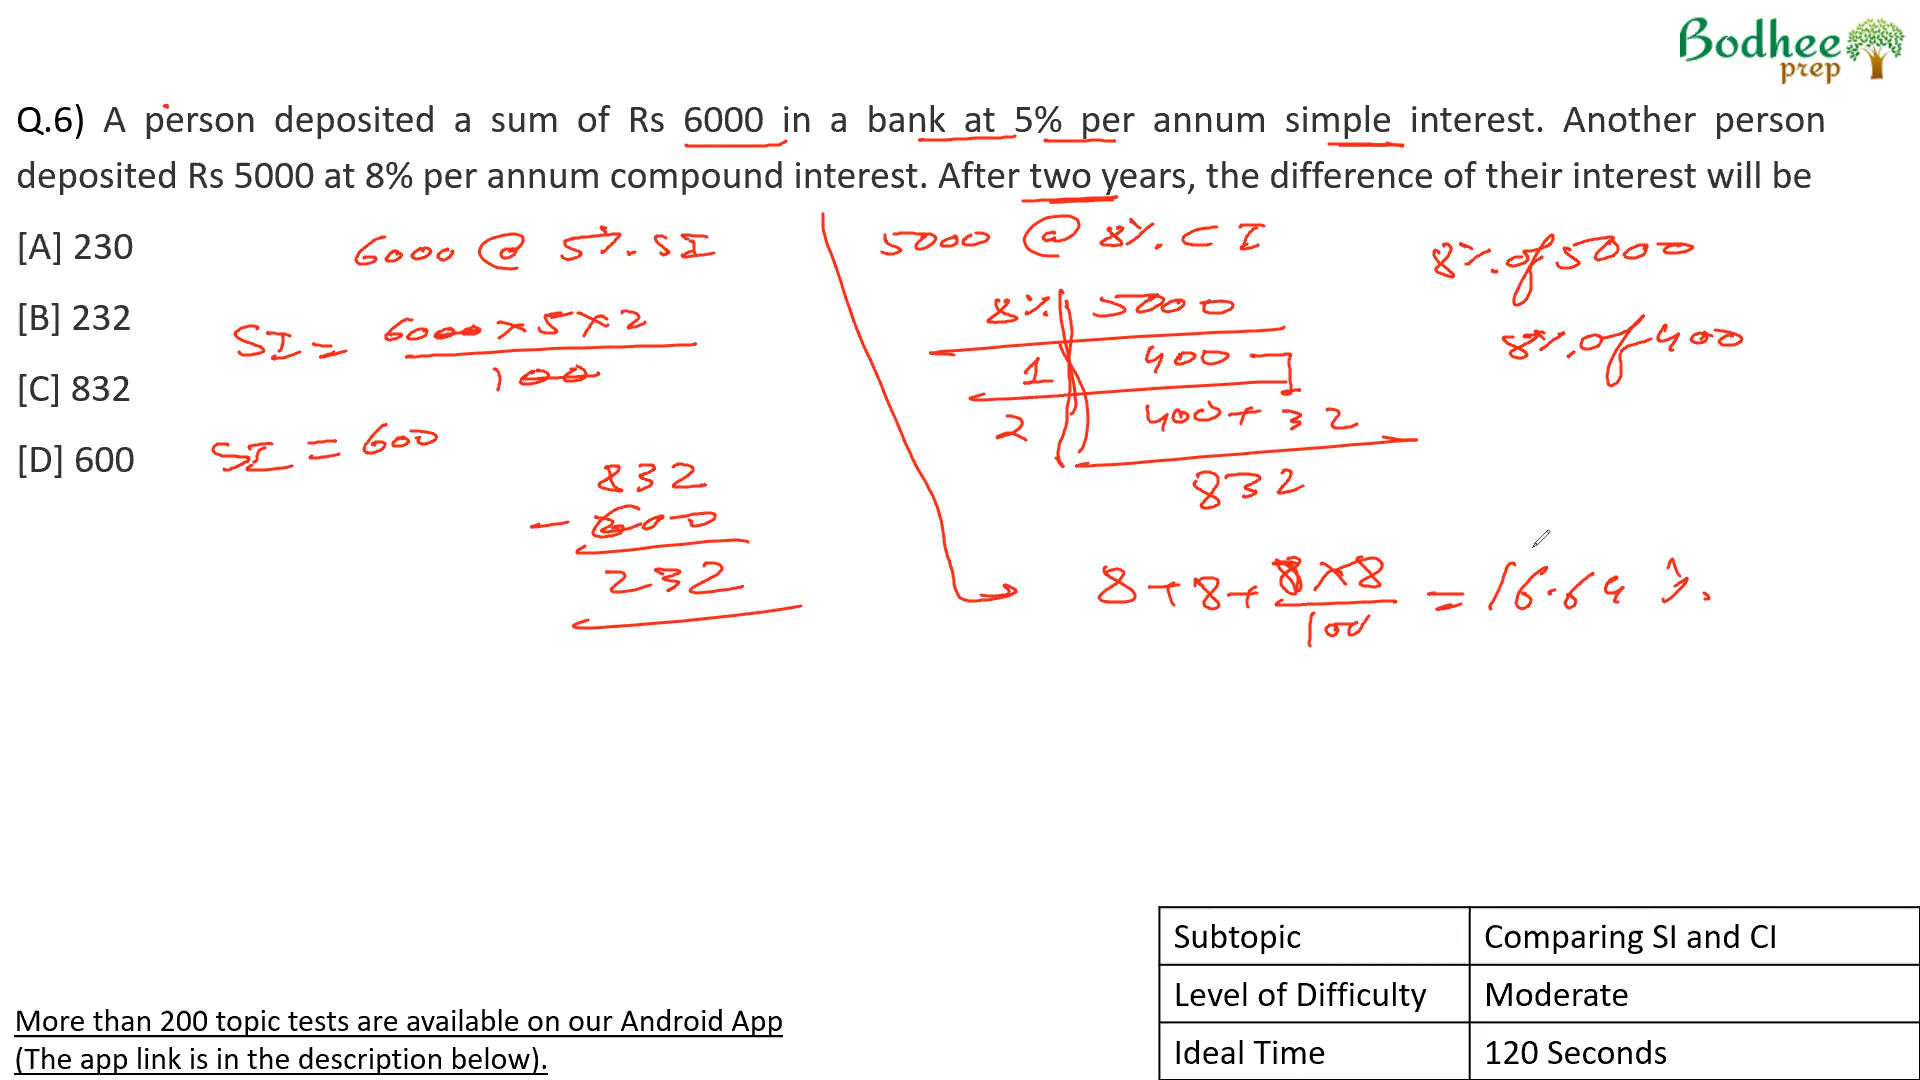 Bodhee
prep
Q.6) A person deposited a sum of Rs 6000 in a bank at 5% per annum simple interest. Another person
deposited Rs 5000 at 8% per annum compound interest. After two years, the difference of their interest will be
[A] 230
[B] 232
[C] 832
[D] 600
6000 @ 5%. SI
SI = 6000 × 5 × 2
100
SI = 600
832
- 600
232
5000 @ 8%. C I
8% 5000
1 400
2 400 + 32
832
8%. of 5000
8%. of 400
8 + 8 + 8×8 = 16.64 %.
100
Subtopic Comparing SI and CI
Level of Difficulty Moderate
Ideal Time 120 Seconds
More than 200 topic tests are available on our Android App
(The app link is in the description below).